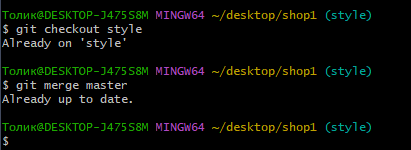 Толик@DESKTOP-J475S8M MINGW64 ~/desktop/shop1 (style)
$ git checkout style
Already on 'style'
Толик@DESKTOP-J475S8M MINGW64 ~/desktop/shop1 (style)
$ git merge master
Already up to date.
Толик@DESKTOP-J475S8M MINGW64 ~/desktop/shop1 (style)
$